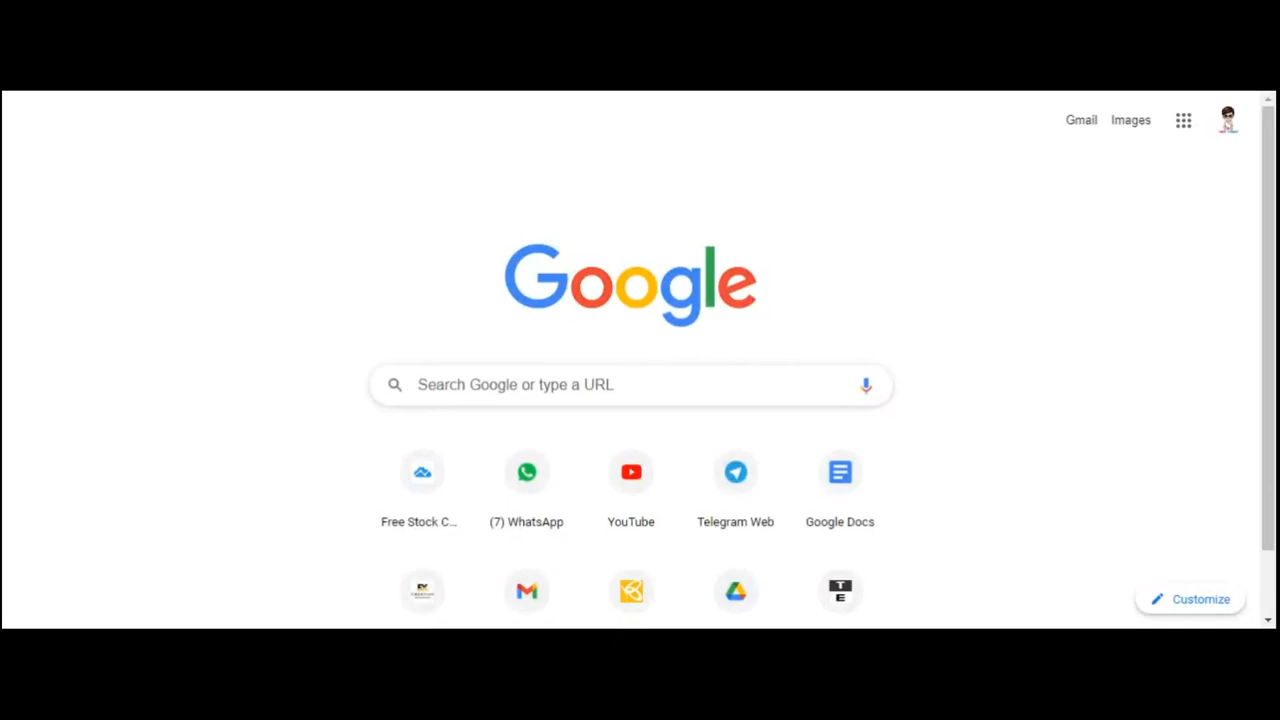 Gmail Images
Google
Search Google or type a URL
Free Stock C... (7) WhatsApp YouTube Telegram Web Google Docs
T
E
Customize